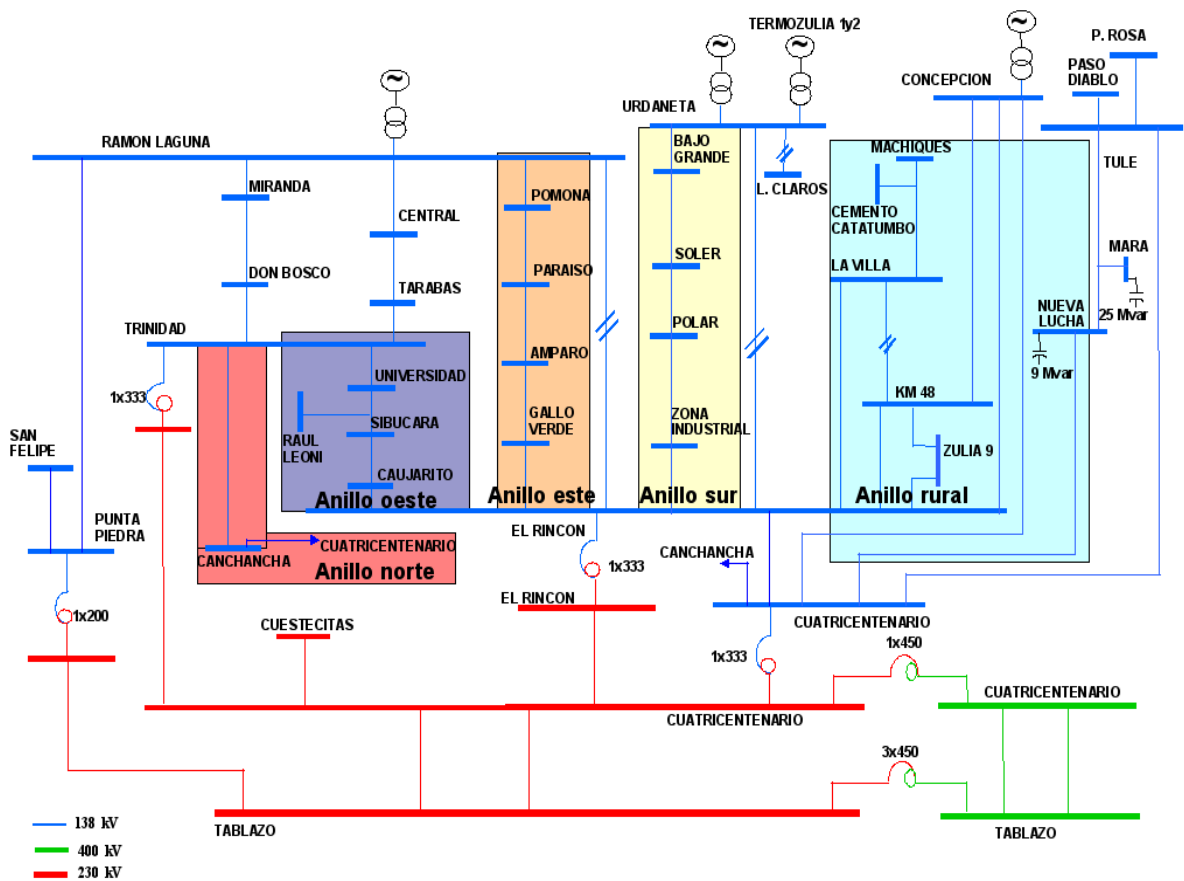 TERMOZULIA 1y2
P. ROSA
PASO
DIABLO
CONCEPCION
URDANETA
RAMON LAGUNA
BAJO
GRANDE
MACHIQUES
TULE
MIRANDA
POMONA
L. CLAROS
CEMENTO
CATATUMBO
CENTRAL
SOLER
MARA
DON BOSCO
TARABAS
PARAISO
LA VILLA
NUEVA
LUCHA
25 Mvar
TRINIDAD
POLAR
AMPARO
9 Mvar
UNIVERSIDAD
1x333
KM 48
GALLO
VERDE
ZONA
INDUSTRIAL
SIBUCARA
RAUL
LEONI
SAN
FELIPE
ZULIA 9
CAUJARITO
Anillo oeste
Anillo este
Anillo sur
Anillo rural
PUNTA
PIEDRA
EL RINCON
CANCHANCHA
CUATRICENTENARIO
Anillo norte
CANCHANCHA
1x333
EL RINCON
1x200
CUESTECITAS
CUATRICENTENARIO
1x333
1x450
CUATRICENTENARIO
CUATRICENTENARIO
3x450
TABLAZO
TABLAZO
138 kV
400 kV
230 kV